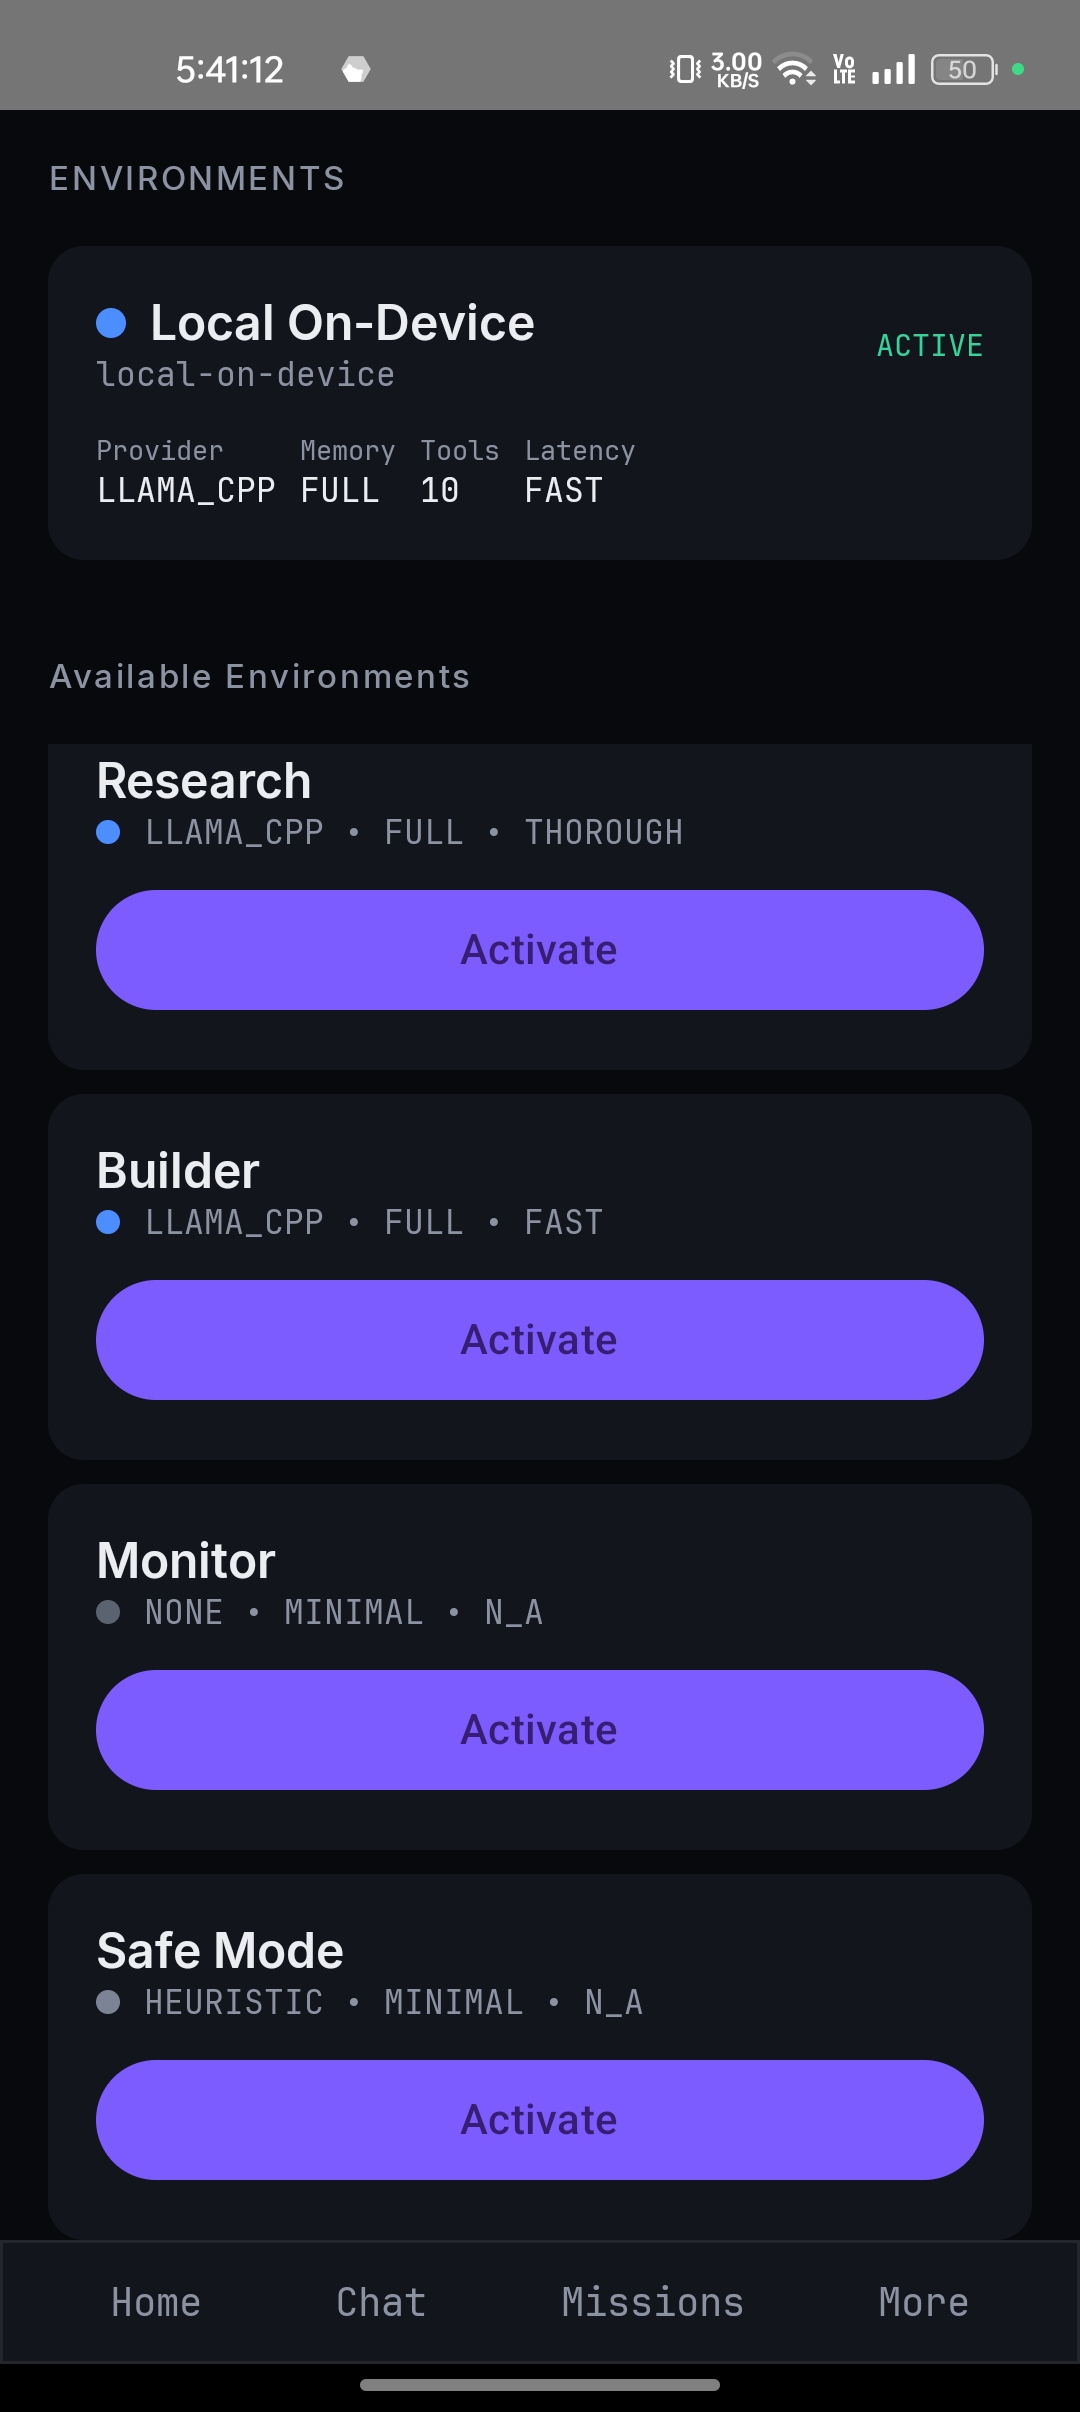 5:41:12
3.00
KB/S
Vo
LTE
50
ENVIRONMENTS
Local On-Device
ACTIVE
local-on-device
Provider Memory Tools Latency
LLAMA_CPP FULL 10 FAST
Available Environments
Research
LLAMA_CPP • FULL • THOROUGH
Activate
Builder
LLAMA_CPP • FULL • FAST
Activate
Monitor
NONE • MINIMAL • N_A
Activate
Safe Mode
HEURISTIC • MINIMAL • N_A
Activate
Home Chat Missions More